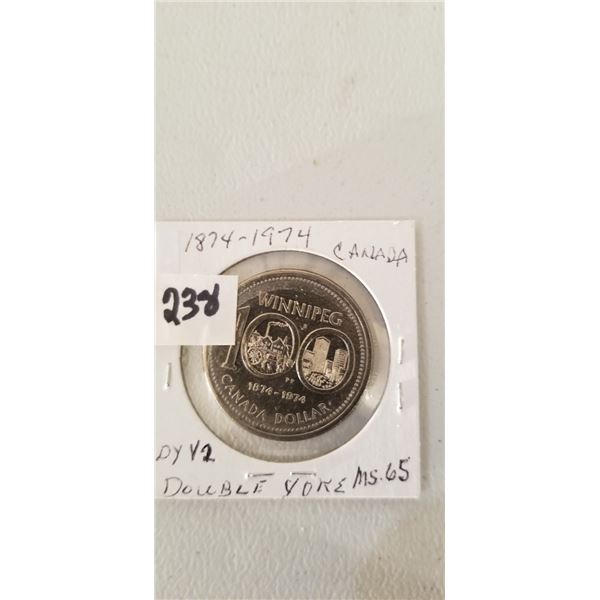 1874-1974 CANADA
238
WINNIPEG
100
1874-1974
CANADA DOLLAR
DY V2
DOUBLE YOKE MS.65